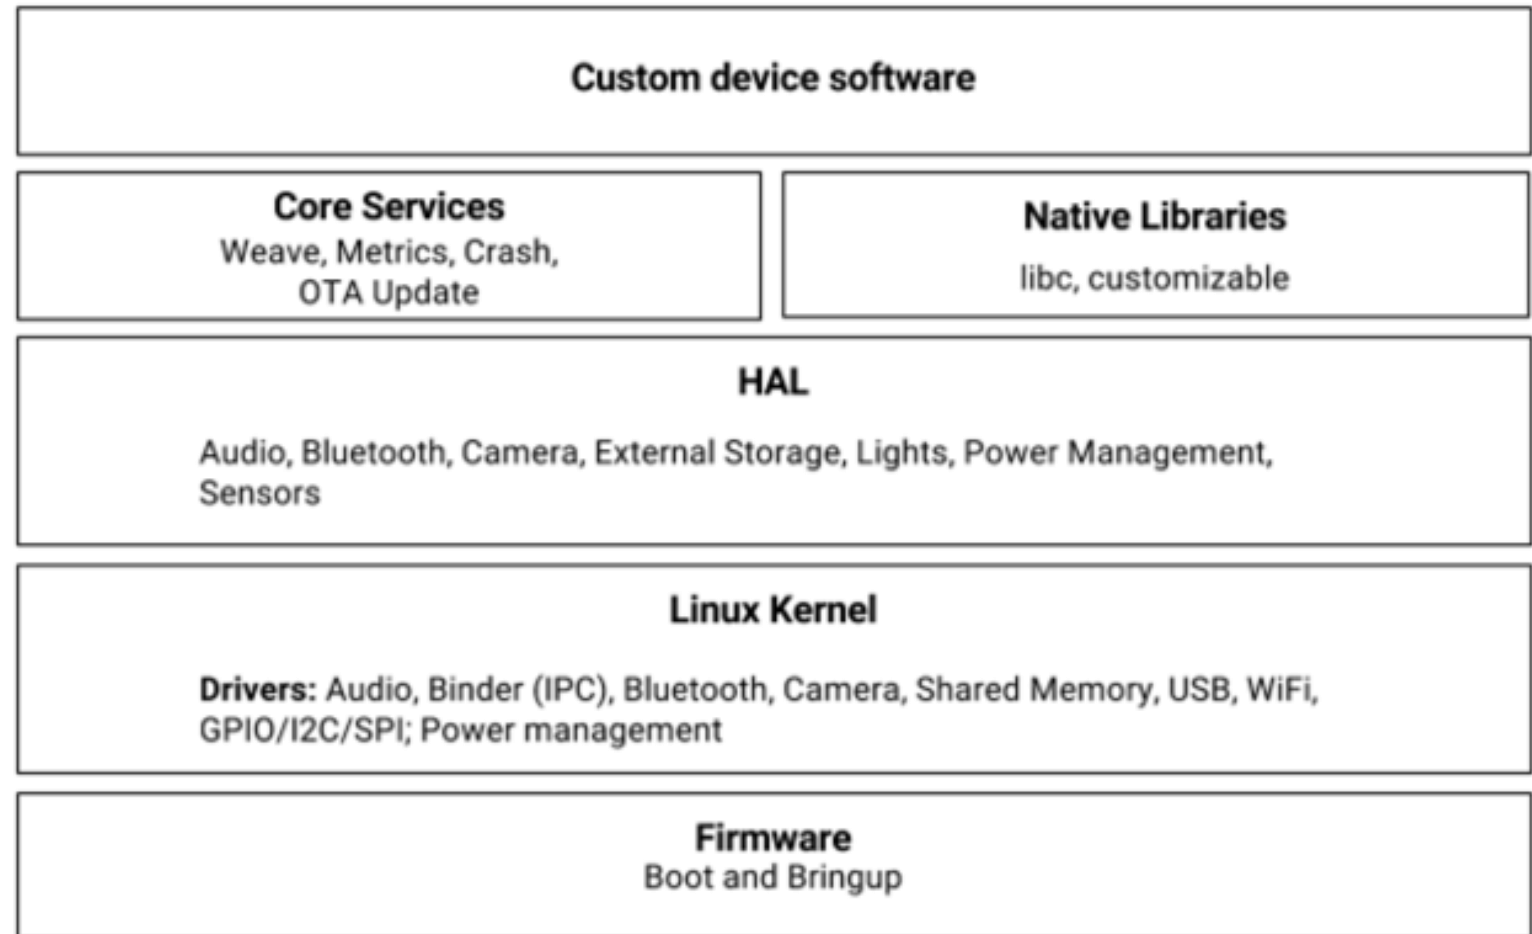 Custom device software
Core Services
Weave, Metrics, Crash,
OTA Update
Native Libraries
libc, customizable
HAL
Audio, Bluetooth, Camera, External Storage, Lights, Power Management,
Sensors
Linux Kernel
Drivers: Audio, Binder (IPC), Bluetooth, Camera, Shared Memory, USB, WiFi,
GPIO/I2C/SPI; Power management
Firmware
Boot and Bringup